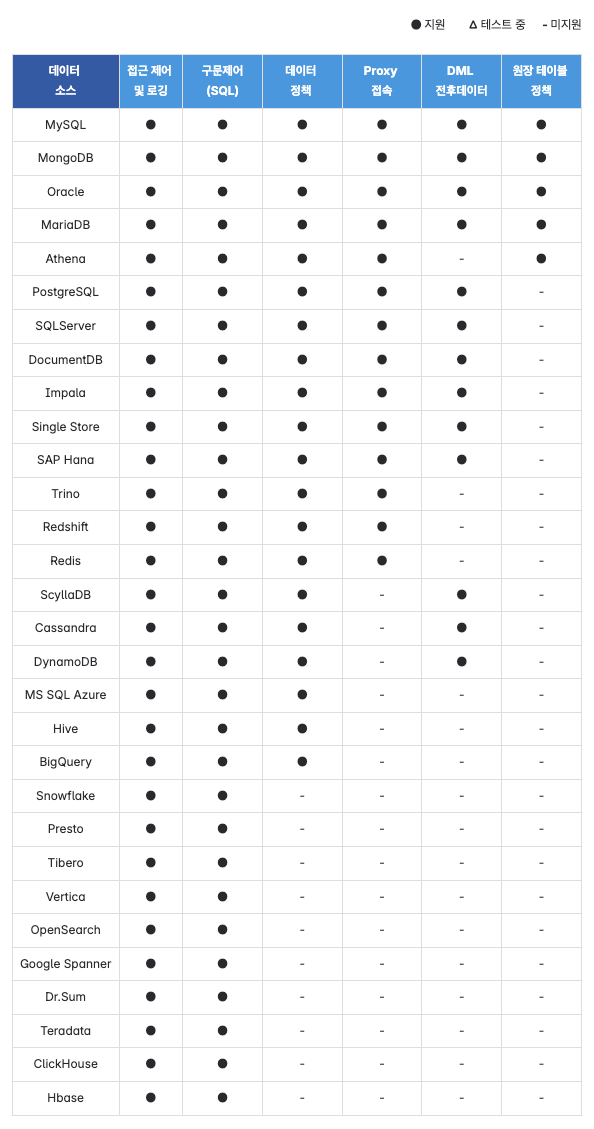 ● 지원 Δ 테스트 중 - 미지원
데이터 소스 접근 제어 및 로깅 구문제어 (SQL) 데이터 정책 Proxy 접속 DML 전후데이터 원장 테이블 정책
MySQL ● ● ● ● ● ●
MongoDB ● ● ● ● ● ●
Oracle ● ● ● ● ● ●
MariaDB ● ● ● ● ● ●
Athena ● ● ● ● - ●
PostgreSQL ● ● ● ● ● -
SQLServer ● ● ● ● ● -
DocumentDB ● ● ● ● ● -
Impala ● ● ● ● ● -
Single Store ● ● ● ● ● -
SAP Hana ● ● ● ● ● -
Trino ● ● ● ● - -
Redshift ● ● ● ● - -
Redis ● ● ● ● - -
ScyllaDB ● ● ● - ● -
Cassandra ● ● ● - ● -
DynamoDB ● ● ● - ● -
MS SQL Azure ● ● ● - - -
Hive ● ● ● - - -
BigQuery ● ● ● - - -
Snowflake ● ● - - - -
Presto ● ● - - - -
Tibero ● ● - - - -
Vertica ● ● - - - -
OpenSearch ● ● - - - -
Google Spanner ● ● - - - -
Dr.Sum ● ● - - - -
Teradata ● ● - - - -
ClickHouse ● ● - - - -
Hbase ● ● - - - -